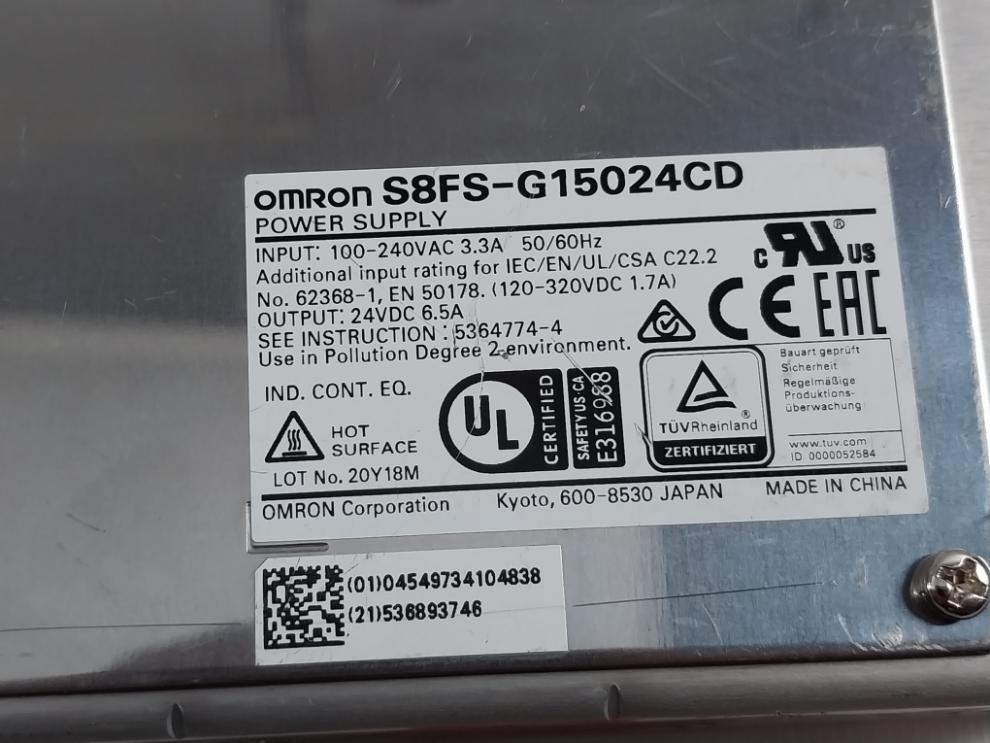 omron S8FS-G15024CD
POWER SUPPLY
INPUT: 100-240VAC 3.3A 50/60Hz
Additional input rating for IEC/EN/UL/CSA C22.2
No. 62368-1, EN 50178. (120-320VDC 1.7A)
OUTPUT: 24VDC 6.5A
SEE INSTRUCTION : 5364774-4
Use in Pollution Degree 2 environment.
c RU ® US
CE EAC
IND. CONT. EQ.
HOT
SURFACE
LOT No. 20Y18M
UL CERTIFIED
SAFETY US·CA
E316988
TÜVRheinland ®
ZERTIFIZIERT
Bauart geprüft
Sicherheit
Regelmäßige
Produktions-
überwachung
www.tuv.com
ID 0000052584
OMRON Corporation Kyoto, 600-8530 JAPAN MADE IN CHINA
(01)04549734104838
(21)536893746